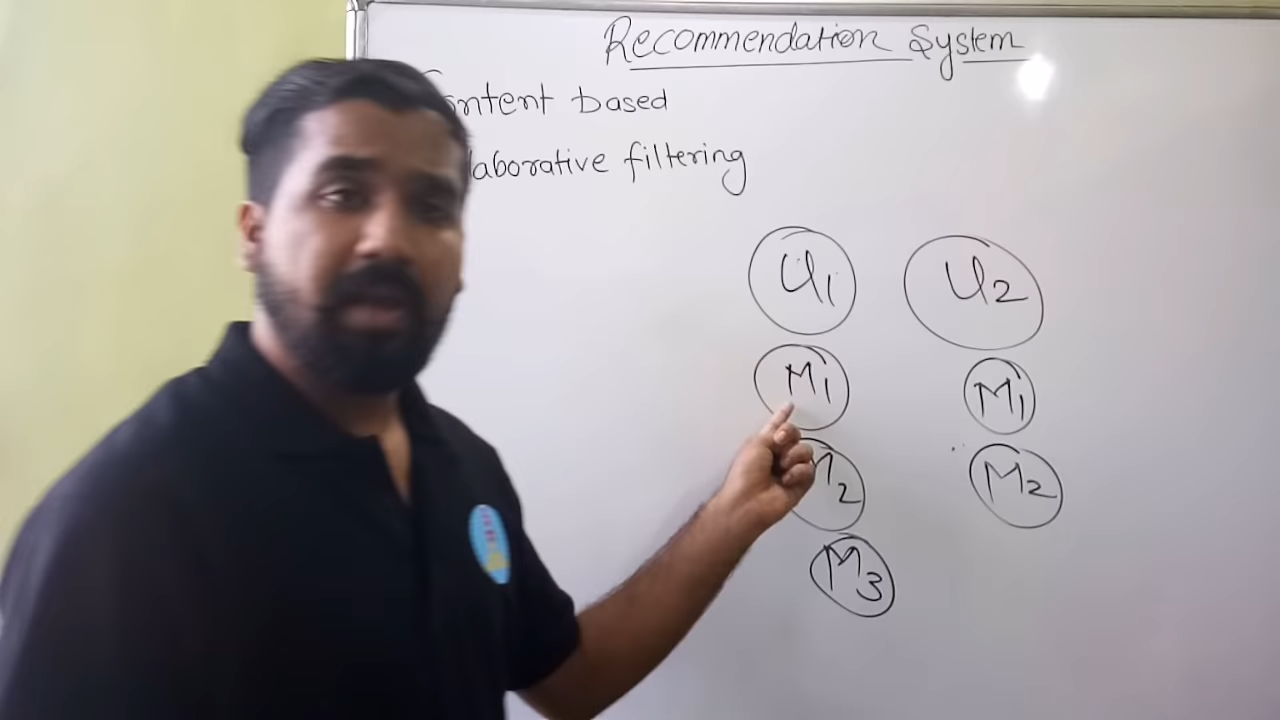 Recommendation System
ontent based
laborative filtering
U1 U2
M1 M1
M2 M2
M3